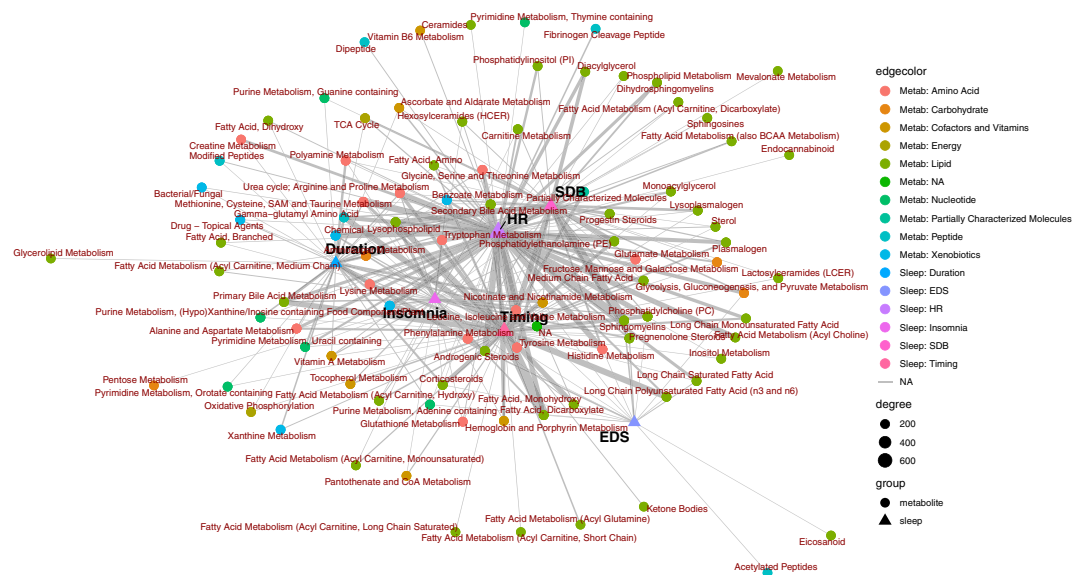 Pyrimidine Metabolism, Thymine containing
Ceramides
Vitamin B6 Metabolism
Fibrinogen Cleavage Peptide
Dipeptide
Phosphatidylinositol (PI)
Diacylglycerol
Phospholipid Metabolism
Mevalonate Metabolism
Dihydrosphingomyelins
Purine Metabolism, Guanine containing
Ascorbate and Aldarate Metabolism
Fatty Acid Metabolism (Acyl Carnitine, Dicarboxylate)
Hexosylceramides (HCER)
TCA Cycle
Sphingosines
Fatty Acid, Dihydroxy
Carnitine Metabolism
Fatty Acid Metabolism (also BCAA Metabolism)
Creatine Metabolism
Endocannabinoid
Modified Peptides
Polyamine Metabolism
Fatty Acid, Amino
Glycine, Serine and Threonine Metabolism
Urea cycle; Arginine and Proline Metabolism
SDB
Monoacylglycerol
Bacterial/Fungal
Benzoate Metabolism
Partially Characterized Molecules
Methionine, Cysteine, SAM and Taurine Metabolism
Secondary Bile Acid Metabolism
Lysoplasmalogen
Gamma-glutamyl Amino Acid
HR
Progestin Steroids
Sterol
Drug - Topical Agents
Chemical
Lysophospholipid
Tryptophan Metabolism
Fatty Acid, Branched
Phosphatidylethanolamine (PE)
Plasmalogen
Duration
Metabolism
Glycerolipid Metabolism
Glutamate Metabolism
Fatty Acid Metabolism (Acyl Carnitine, Medium Chain)
Fructose, Mannose and Galactose Metabolism
Lactosylceramides (LCER)
Medium Chain Fatty Acid
Glycolysis, Gluconeogenesis, and Pyruvate Metabolism
Lysine Metabolism
Primary Bile Acid Metabolism
Nicotinate and Nicotinamide Metabolism
Purine Metabolism, (Hypo)Xanthine/Inosine containing
Food Component/Plant
Insomnia
Timing
Phosphatidylcholine (PC)
Alanine and Aspartate Metabolism
Phenylalanine Metabolism
NA
Sphingomyelins
Long Chain Monounsaturated Fatty Acid
Pyrimidine Metabolism, Uracil containing
Tyrosine Metabolism
Pregnenolone Steroids
Fatty Acid Metabolism (Acyl Choline)
Vitamin A Metabolism
Androgenic Steroids
Histidine Metabolism
Inositol Metabolism
Pentose Metabolism
Tocopherol Metabolism
Corticosteroids
Long Chain Saturated Fatty Acid
Pyrimidine Metabolism, Orotate containing
Fatty Acid Metabolism (Acyl Carnitine, Hydroxy)
Fatty Acid, Monohydroxy
Long Chain Polyunsaturated Fatty Acid (n3 and n6)
Oxidative Phosphorylation
Purine Metabolism, Adenine containing
Fatty Acid, Dicarboxylate
Glutathione Metabolism
Hemoglobin and Porphyrin Metabolism
Xanthine Metabolism
EDS
Fatty Acid Metabolism (Acyl Carnitine, Monounsaturated)
Pantothenate and CoA Metabolism
Ketone Bodies
Fatty Acid Metabolism (Acyl Glutamine)
Fatty Acid Metabolism (Acyl Carnitine, Long Chain Saturated)
Fatty Acid Metabolism (Acyl Carnitine, Short Chain)
Eicosanoid
Acetylated Peptides
edgecolor
Metab: Amino Acid
Metab: Carbohydrate
Metab: Cofactors and Vitamins
Metab: Energy
Metab: Lipid
Metab: NA
Metab: Nucleotide
Metab: Partially Characterized Molecules
Metab: Peptide
Metab: Xenobiotics
Sleep: Duration
Sleep: EDS
Sleep: HR
Sleep: Insomnia
Sleep: SDB
Sleep: Timing
NA
degree
200
400
600
group
metabolite
sleep